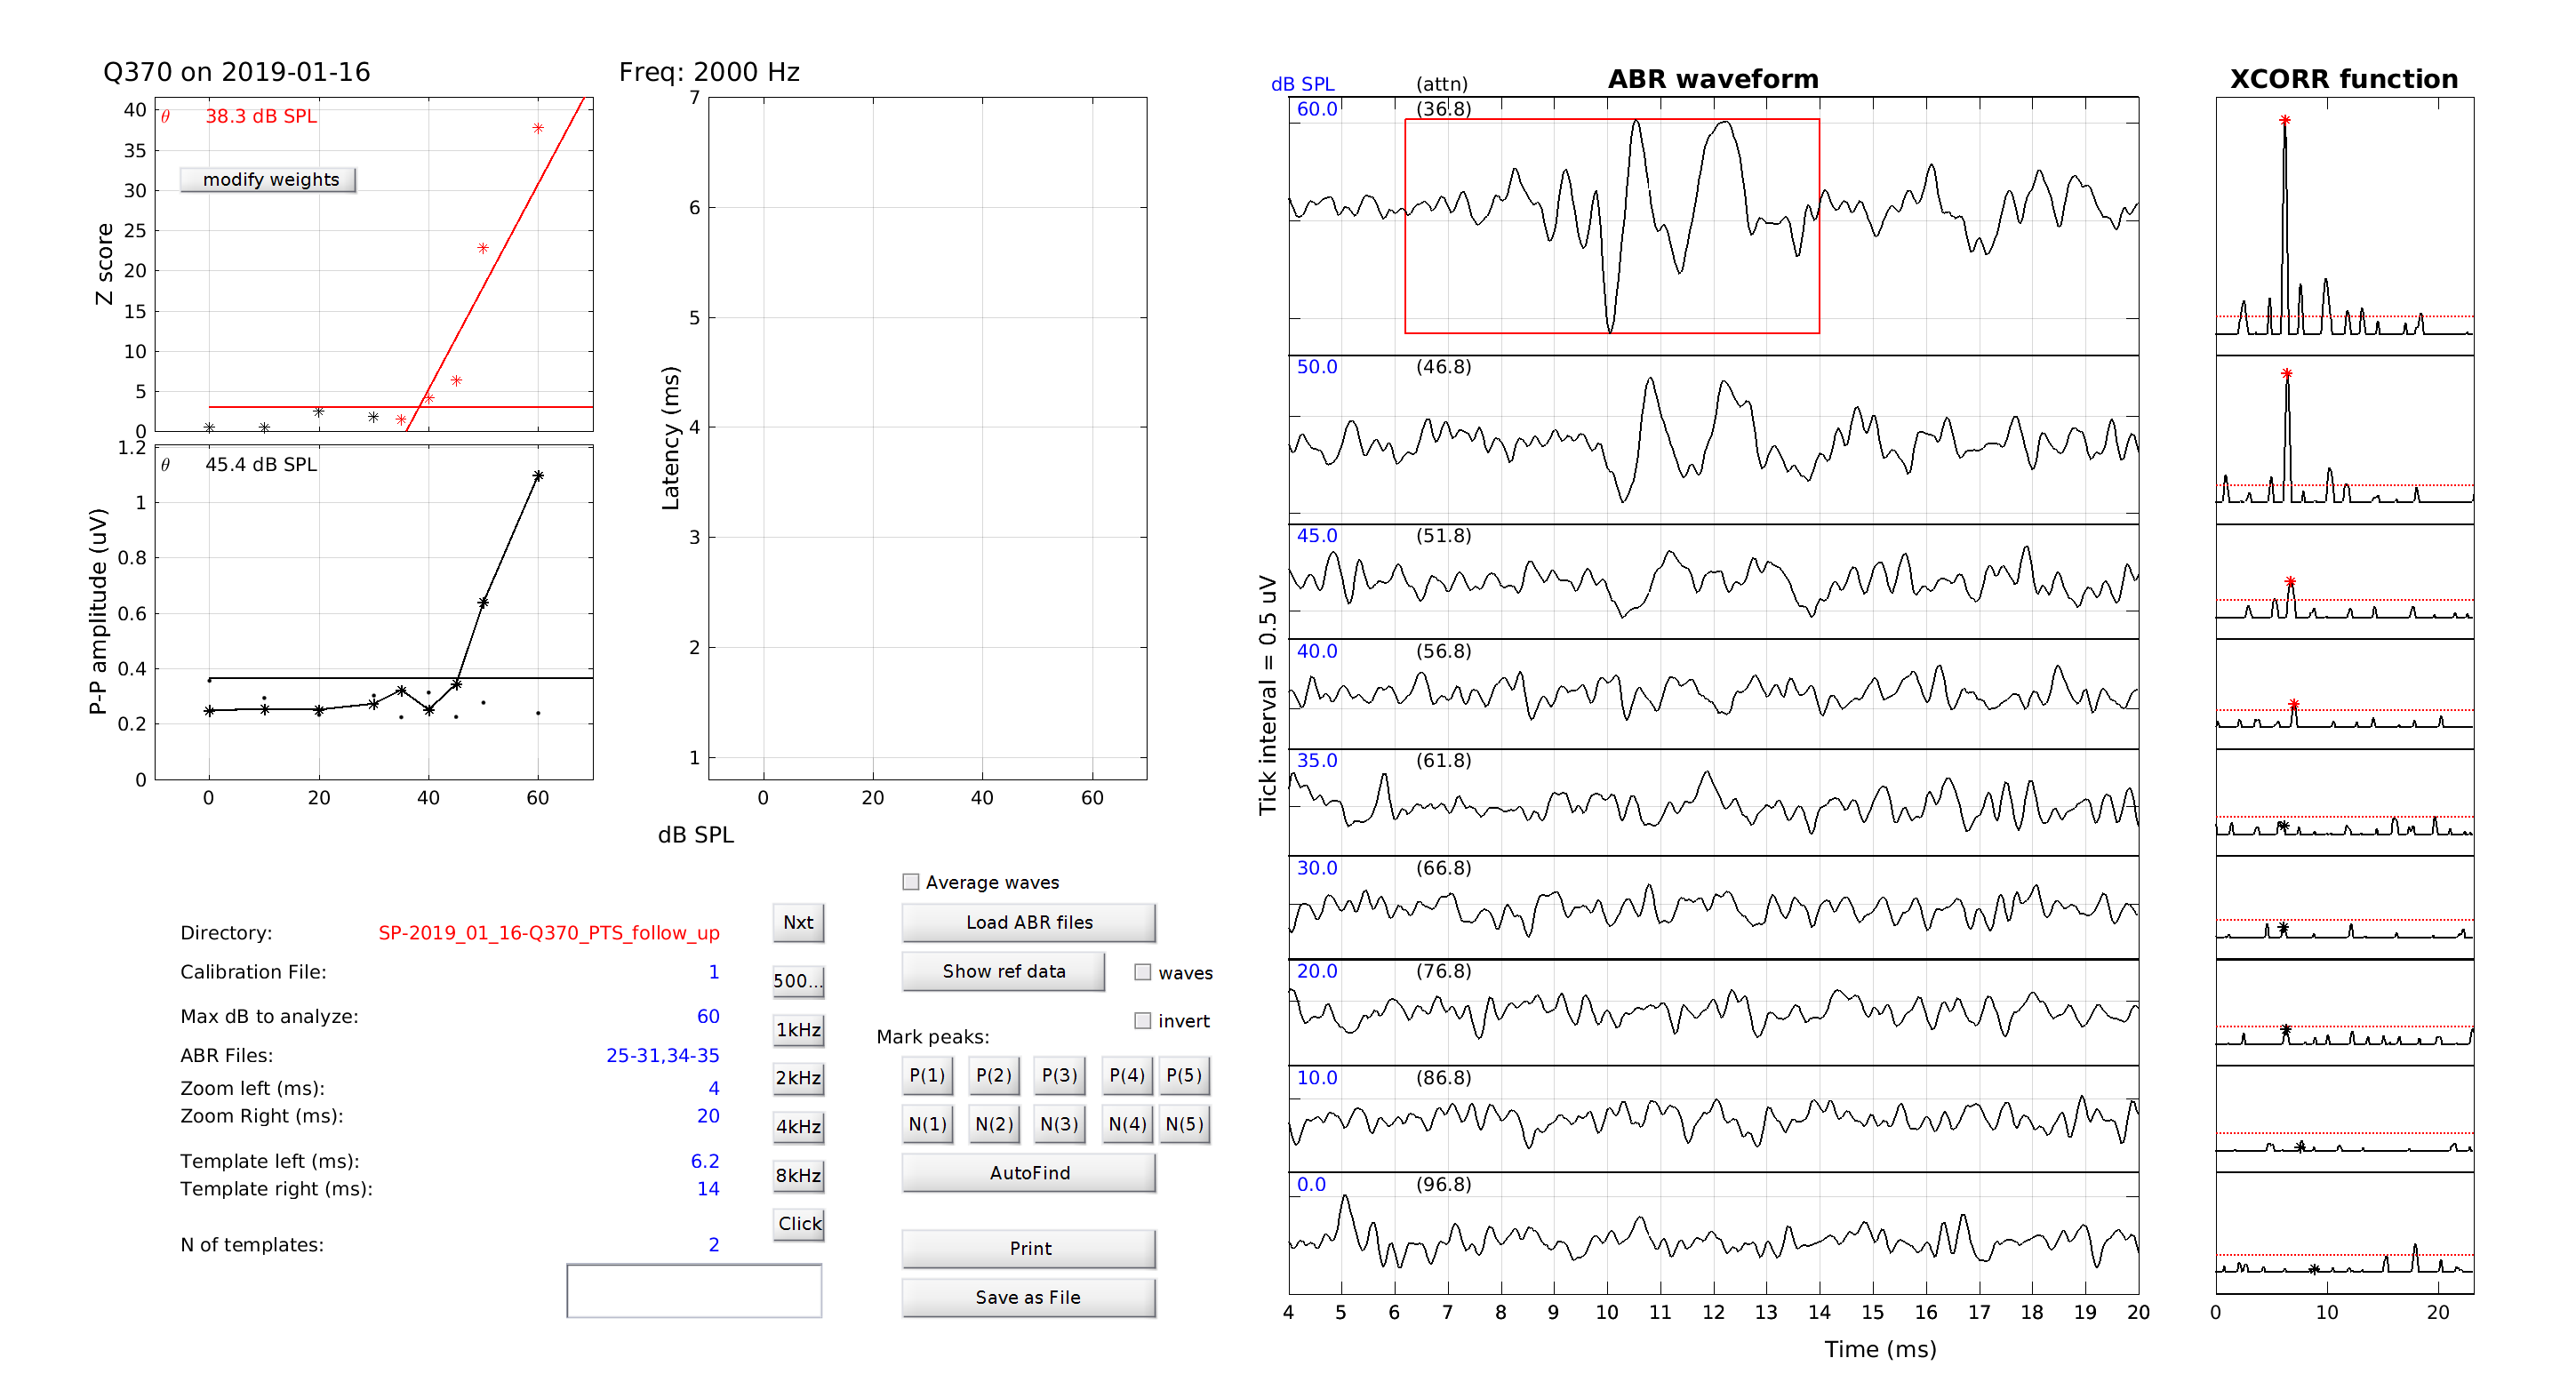 Q370 on 2019-01-16
Freq: 2000 Hz
ABR waveform
XCORR function
dB SPL (attn)
θ 38.3 dB SPL
modify weights
Z score
40
35
30
25
20
15
10
5
0
θ 45.4 dB SPL
P-P amplitude (uV)
1.2
1
0.8
0.6
0.4
0.2
0
0 20 40 60
Latency (ms)
7
6
5
4
3
2
1
0 20 40 60
dB SPL
Tick interval = 0.5 uV
60.0 (36.8)
50.0 (46.8)
45.0 (51.8)
40.0 (56.8)
35.0 (61.8)
30.0 (66.8)
20.0 (76.8)
10.0 (86.8)
0.0 (96.8)
4 5 6 7 8 9 10 11 12 13 14 15 16 17 18 19 20
Time (ms)
0 10 20
Directory: SP-2019_01_16-Q370_PTS_follow_up
Calibration File: 1
Max dB to analyze: 60
ABR Files: 25-31,34-35
Zoom left (ms): 4
Zoom Right (ms): 20
Template left (ms): 6.2
Template right (ms): 14
N of templates: 2
Nxt
500...
1kHz
2kHz
4kHz
8kHz
Click
Average waves
Load ABR files
Show ref data
waves
invert
Mark peaks:
P(1) P(2) P(3) P(4) P(5)
N(1) N(2) N(3) N(4) N(5)
AutoFind
Print
Save as File